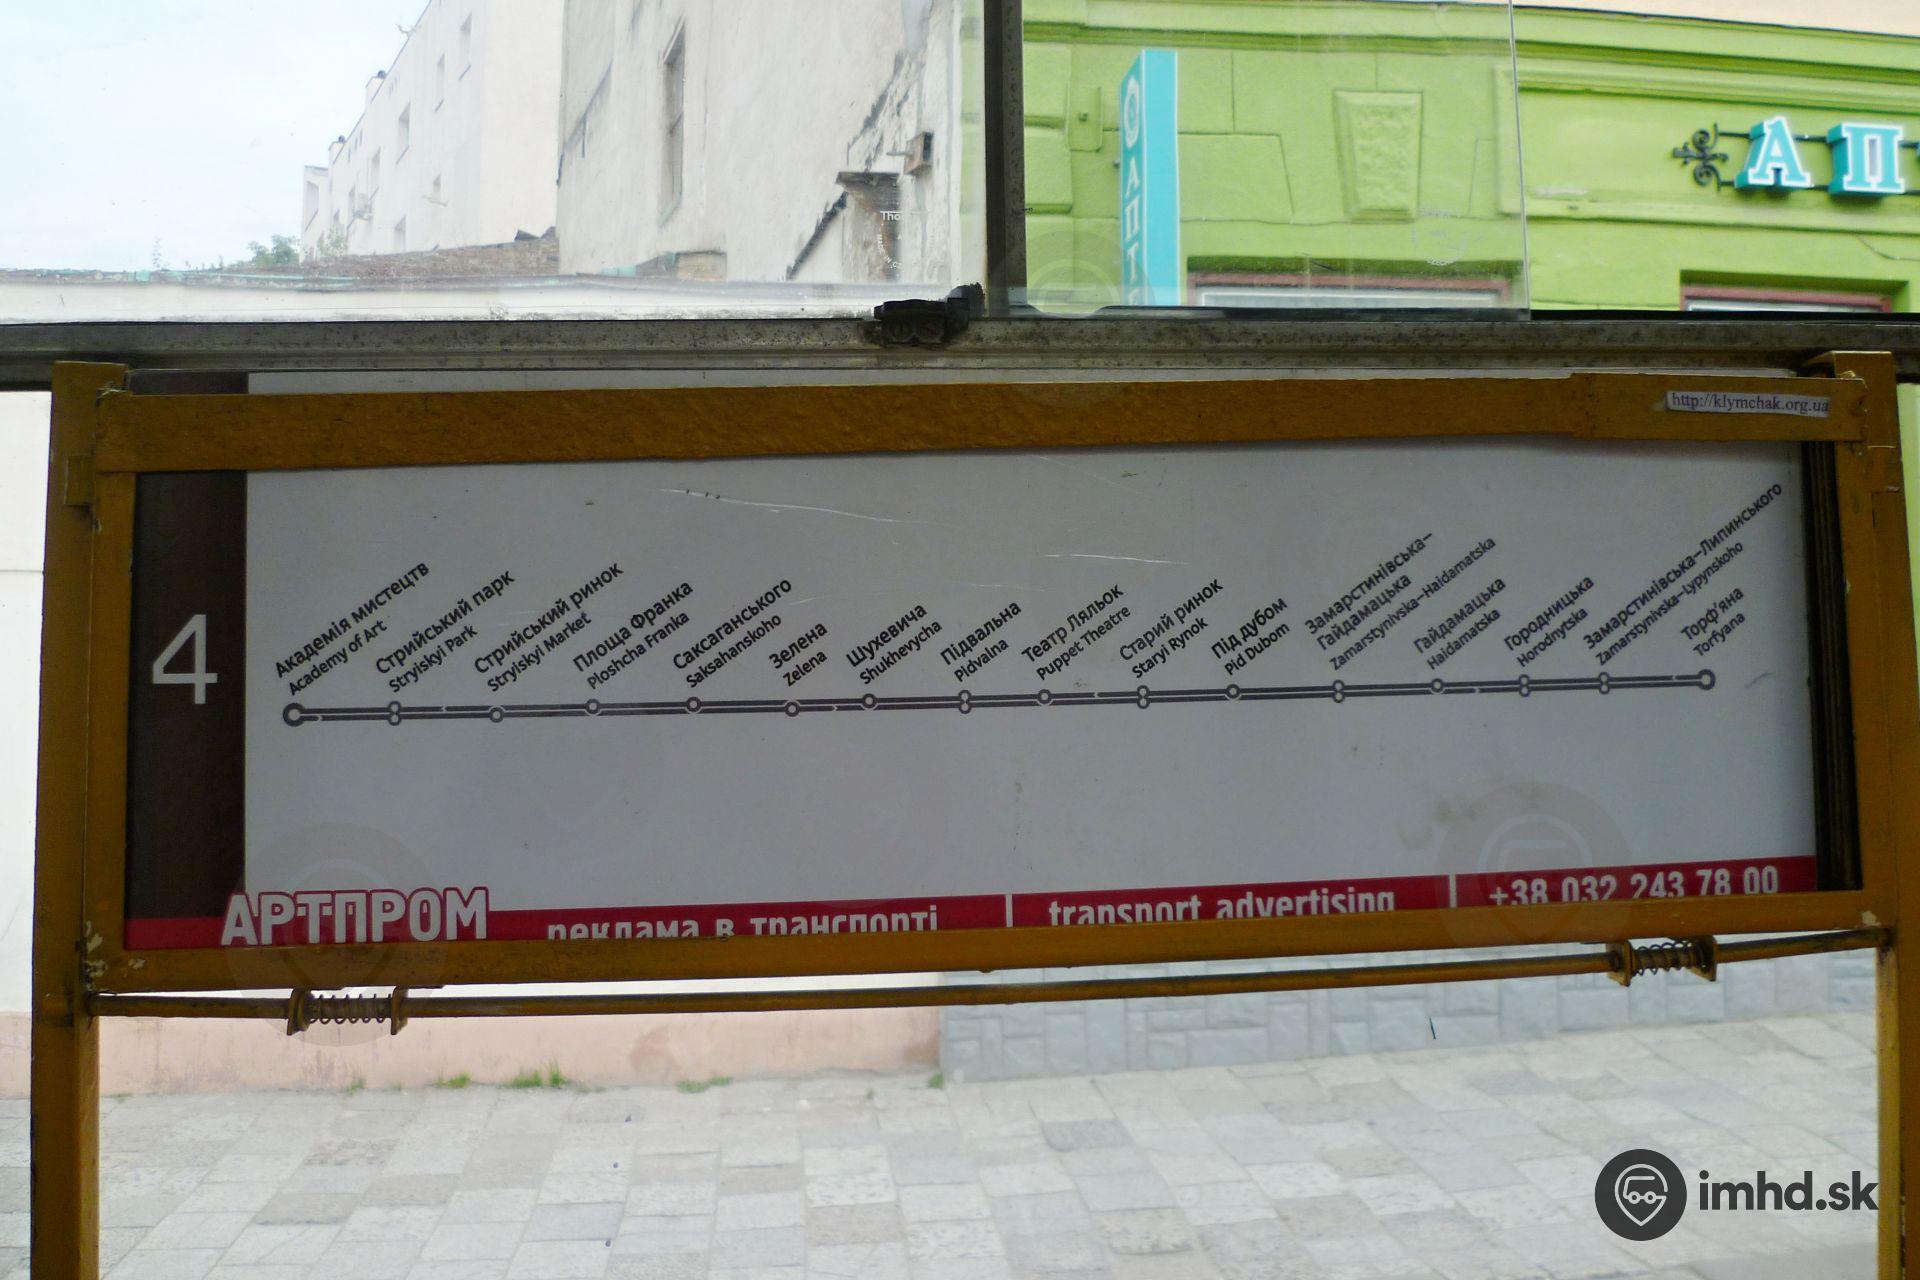 АПТ
АП
http://klymchak.org.ua
4
Академія мистецтв
Academy of Art
Стрийський парк
Stryiskyi Park
Стрийський ринок
Stryiskyi Market
Площа Франка
Ploshcha Franka
Саксаганського
Saksahanskoho
Зелена
Zelena
Шухевича
Shukhevycha
Підвальна
Pidvalna
Театр Ляльок
Puppet Theatre
Старий ринок
Staryi Rynok
Під дубом
Pid Dubom
Замарстинівська–
Гайдамацька
Zamarstynivska–Haidamatska
Гайдамацька
Haidamatska
Городницька
Horodnytska
Замарстинівська–Липинського
Zamarstynivska–Lypynskoho
Торф'яна
Torfyana
АРТПРОМ
реклама в транспорті
transport advertising
+38 032 243 78 00
imhd.sk